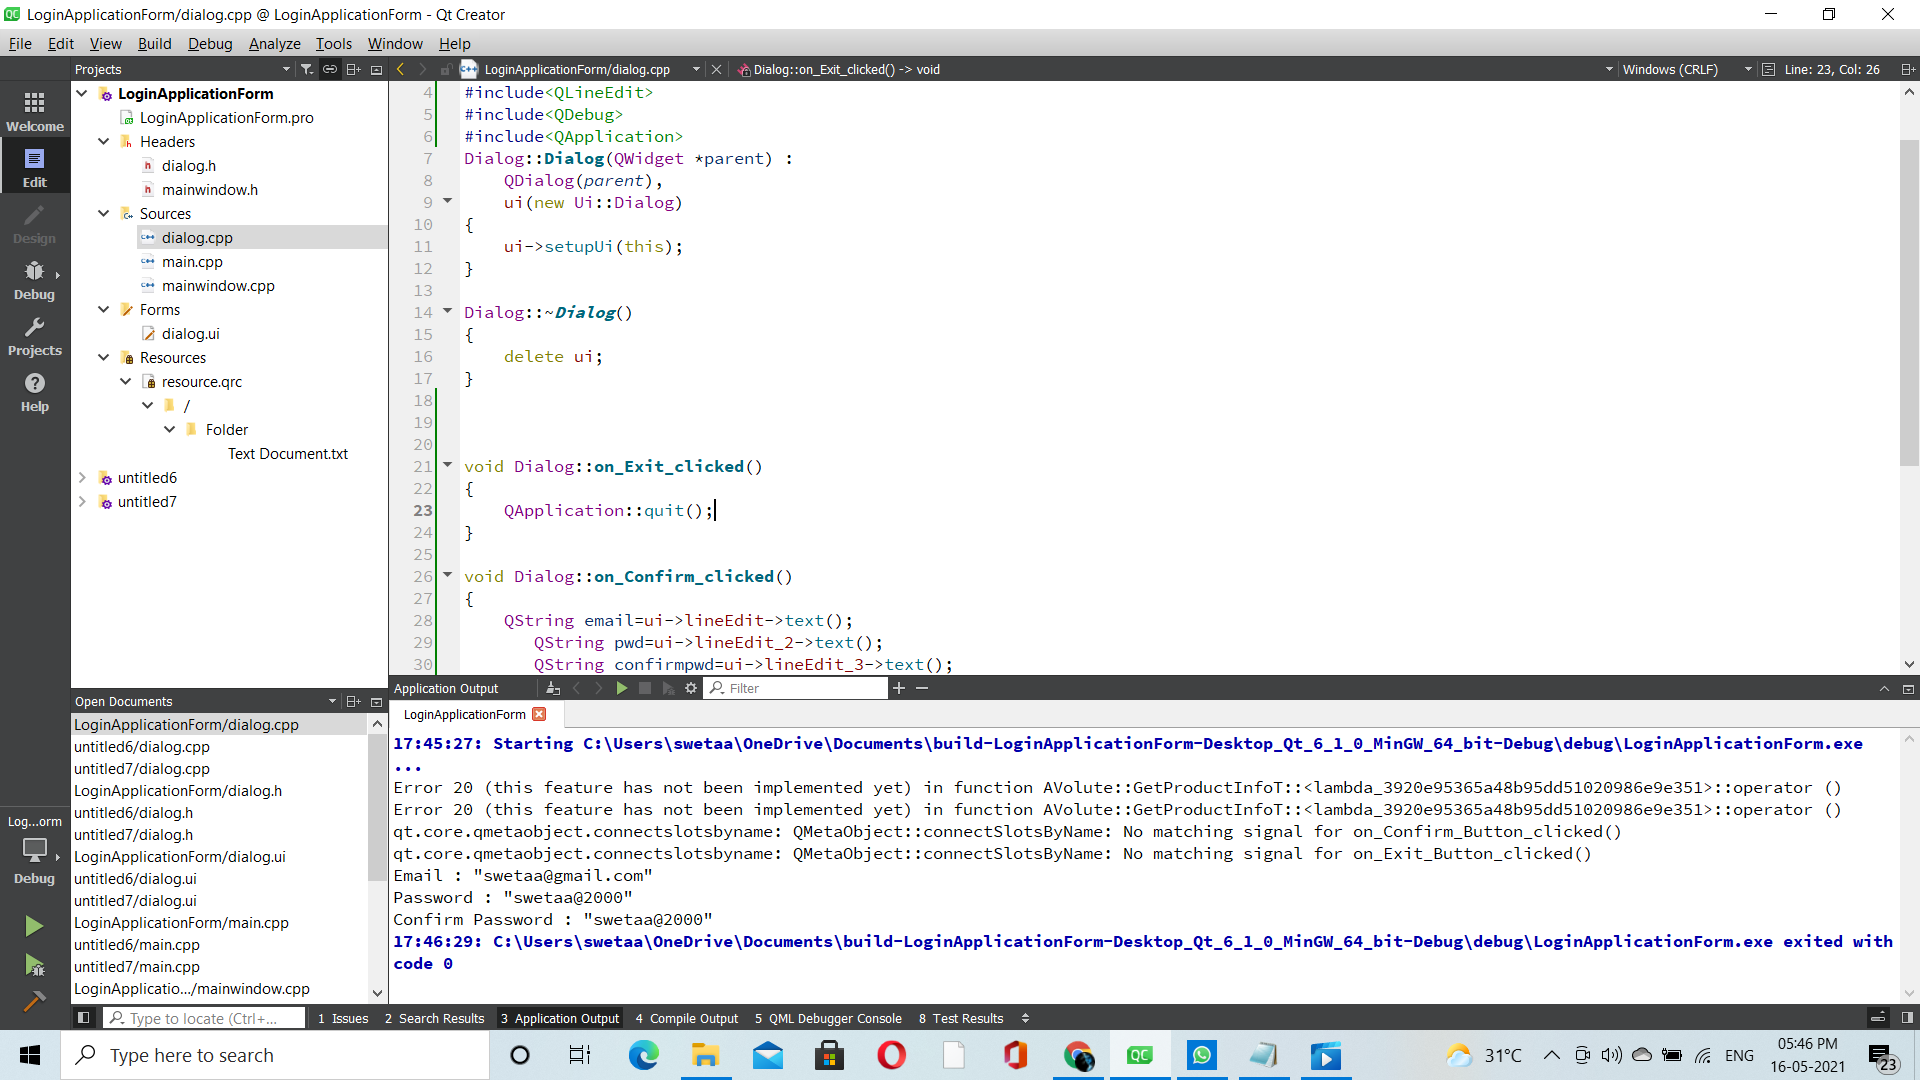 LoginApplicationForm/dialog.cpp @ LoginApplicationForm - Qt Creator
File Edit View Build Debug Analyze Tools Window Help
Projects
LoginApplicationForm/dialog.cpp
Dialog::on_Exit_clicked() -> void
Windows (CRLF)
Line: 23, Col: 26
Welcome
Edit
Design
Debug
Projects
Help
LoginApplicationForm
LoginApplicationForm.pro
Headers
dialog.h
mainwindow.h
Sources
dialog.cpp
main.cpp
mainwindow.cpp
Forms
dialog.ui
Resources
resource.qrc
/
Folder
Text Document.txt
untitled6
untitled7
4 #include<QLineEdit>
5 #include<QDebug>
6 #include<QApplication>
7 Dialog::Dialog(QWidget *parent) :
8 QDialog(parent),
9 ui(new Ui::Dialog)
10 {
11 ui->setupUi(this);
12 }
13
14 Dialog::~Dialog()
15 {
16 delete ui;
17 }
18
19
20
21 void Dialog::on_Exit_clicked()
22 {
23 QApplication::quit();
24 }
25
26 void Dialog::on_Confirm_clicked()
27 {
28 QString email=ui->lineEdit->text();
29 QString pwd=ui->lineEdit_2->text();
30 QString confirmpwd=ui->lineEdit_3->text();
Open Documents
LoginApplicationForm/dialog.cpp
untitled6/dialog.cpp
untitled7/dialog.cpp
LoginApplicationForm/dialog.h
untitled6/dialog.h
untitled7/dialog.h
LoginApplicationForm/dialog.ui
untitled6/dialog.ui
untitled7/dialog.ui
LoginApplicationForm/main.cpp
untitled6/main.cpp
untitled7/main.cpp
LoginApplicatio.../mainwindow.cpp
Log...orm
Debug
Application Output
Filter
LoginApplicationForm
17:45:27: Starting C:\Users\swetaa\OneDrive\Documents\build-LoginApplicationForm-Desktop_Qt_6_1_0_MinGW_64_bit-Debug\debug\LoginApplicationForm.exe
...
Error 20 (this feature has not been implemented yet) in function AVolute::GetProductInfoT::<lambda_3920e95365a48b95dd51020986e9e351>::operator ()
Error 20 (this feature has not been implemented yet) in function AVolute::GetProductInfoT::<lambda_3920e95365a48b95dd51020986e9e351>::operator ()
qt.core.qmetaobject.connectslotsbyname: QMetaObject::connectSlotsByName: No matching signal for on_Confirm_Button_clicked()
qt.core.qmetaobject.connectslotsbyname: QMetaObject::connectSlotsByName: No matching signal for on_Exit_Button_clicked()
Email : "swetaa@gmail.com"
Password : "swetaa@2000"
Confirm Password : "swetaa@2000"
17:46:29: C:\Users\swetaa\OneDrive\Documents\build-LoginApplicationForm-Desktop_Qt_6_1_0_MinGW_64_bit-Debug\debug\LoginApplicationForm.exe exited with
code 0
Type to locate (Ctrl+...
1 Issues 2 Search Results 3 Application Output 4 Compile Output 5 QML Debugger Console 8 Test Results
Type here to search
QC
31°C
ENG
05:46 PM
16-05-2021
23